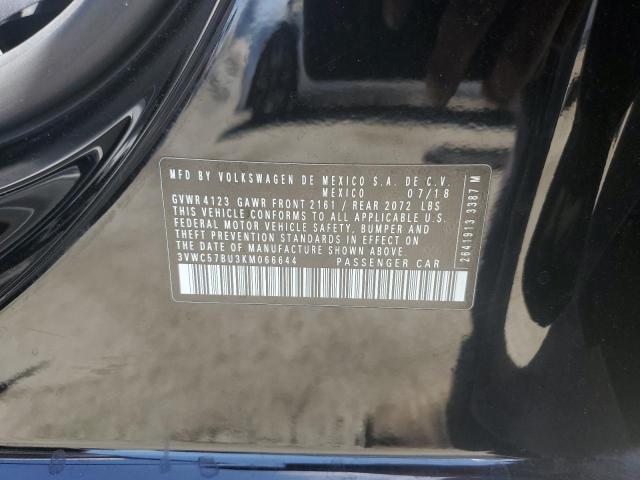 MFD BY VOLKSWAGEN DE MEXICO S.A. DE C.V.
MEXICO 07/18
GVWR 4123 GAWR FRONT 2161 / REAR 2072 LBS
THIS VEHICLE CONFORMS TO ALL APPLICABLE U.S.
FEDERAL MOTOR VEHICLE SAFETY, BUMPER AND
THEFT PREVENTION STANDARDS IN EFFECT ON
THE DATE OF MANUFACTURE SHOWN ABOVE
3VWC57BU3KM066644 PASSENGER CAR
2641913 3387 M